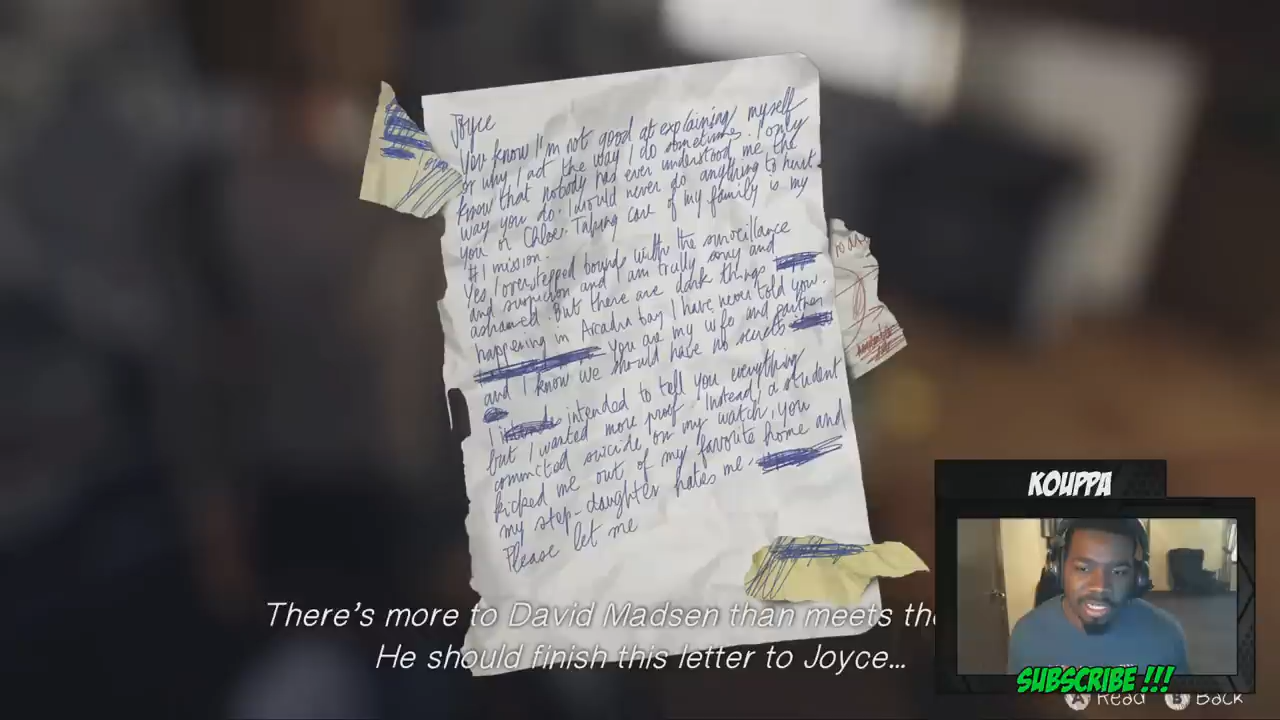 Joyce
You know I'm not good at explaining myself
or why I act the way I do sometimes. I only
know that nobody has ever understood me the
way you do. I would never do anything to hurt
you or Chloe. Taking care of my family is my
#1 mission.
Yes I overstepped bounds with the surveillance
and suspicion and I am truly sorry and
ashamed. But there are dark things
happening in Arcadia bay I have never told you.
You are my wife and partner
and I know we should have no secrets
I intended to tell you everything
but I wanted more proof. Instead, a student
committed suicide on my watch, you
kicked me out of my favorite home and
my step-daughter hates me.
Please let me
There's more to David Madsen than meets the
He should finish this letter to Joyce...
KOUPPA
SUBSCRIBE !!!
A Read B Back